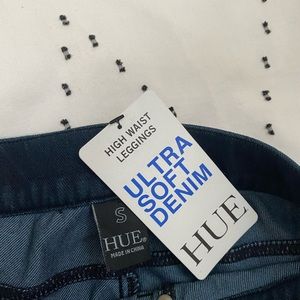 HIGH WAIST
LEGGINGS
ULTRA
SOFT
DENIM
HUE
S
HUE®
MADE IN CHINA